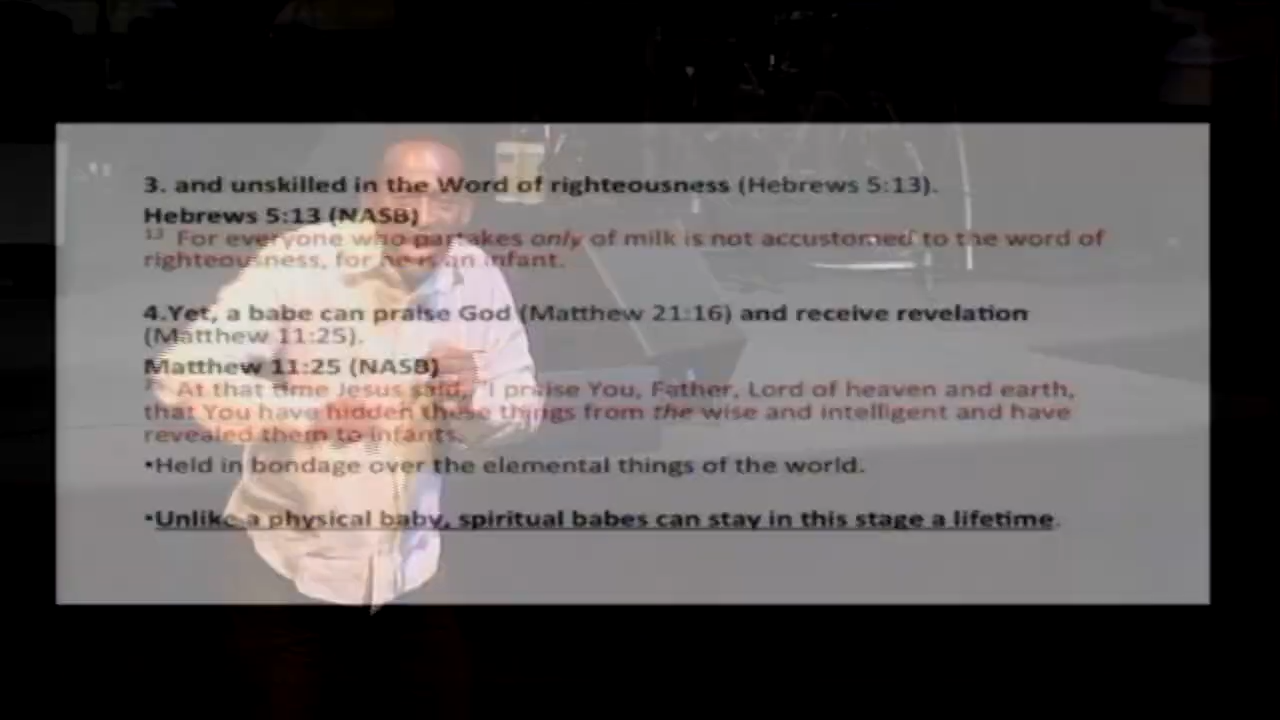 3. and unskilled in the Word of righteousness (Hebrews 5:13).
Hebrews 5:13 (NASB)
13 For everyone who partakes only of milk is not accustomed to the word of
righteousness, for he is an infant.
4.Yet, a babe can praise God (Matthew 21:16) and receive revelation
(Matthew 11:25).
Matthew 11:25 (NASB)
At that time Jesus said, "I praise You, Father, Lord of heaven and earth,
that You have hidden these things from the wise and intelligent and have
revealed them to infants.
•Held in bondage over the elemental things of the world.
•Unlike a physical baby, spiritual babes can stay in this stage a lifetime.